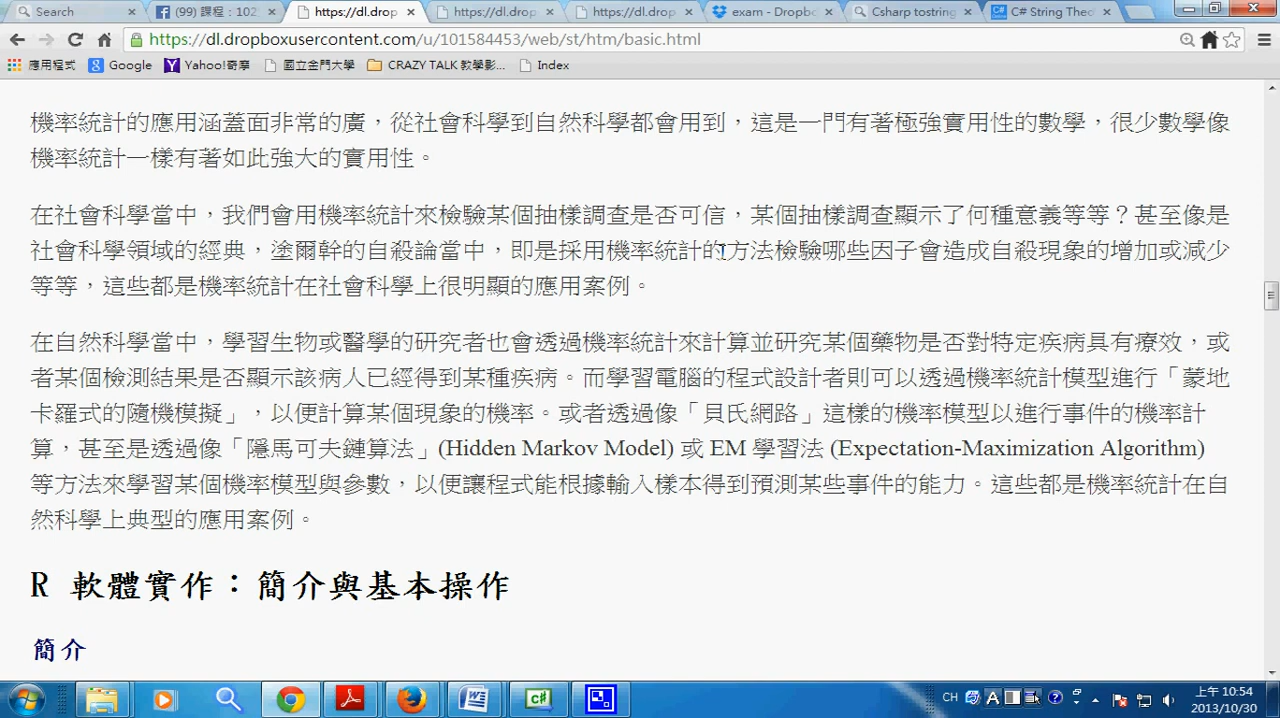 Search
(99) 課程：102
https://dl.drop
https://dl.drop
https://dl.drop
exam - Dropb
Csharp tostring
C# String The
https://dl.dropboxusercontent.com/u/101584453/web/st/htm/basic.html
應用程式
Google
Yahoo!奇摩
國立金門大學
CRAZY TALK 教學影...
Index
機率統計的應用涵蓋面非常的廣，從社會科學到自然科學都會用到，這是一門有著極強實用性的數學，很少數學像
機率統計一樣有著如此強大的實用性。
在社會科學當中，我們會用機率統計來檢驗某個抽樣調查是否可信，某個抽樣調查顯示了何種意義等等？甚至像是
社會科學領域的經典，塗爾幹的自殺論當中，即是採用機率統計的方法檢驗哪些因子會造成自殺現象的增加或減少
等等，這些都是機率統計在社會科學上很明顯的應用案例。
在自然科學當中，學習生物或醫學的研究者也會透過機率統計來計算並研究某個藥物是否對特定疾病具有療效，或
者某個檢測結果是否顯示該病人已經得到某種疾病。而學習電腦的程式設計者則可以透過機率統計模型進行「蒙地
卡羅式的隨機模擬」，以便計算某個現象的機率。或者透過像「貝氏網路」這樣的機率模型以進行事件的機率計
算，甚至是透過像「隱馬可夫鏈算法」(Hidden Markov Model) 或 EM 學習法 (Expectation-Maximization Algorithm)
等方法來學習某個機率模型與參數，以便讓程式能根據輸入樣本得到預測某些事件的能力。這些都是機率統計在自
然科學上典型的應用案例。
R 軟體實作：簡介與基本操作
簡介
CH
上午 10:54
2013/10/30